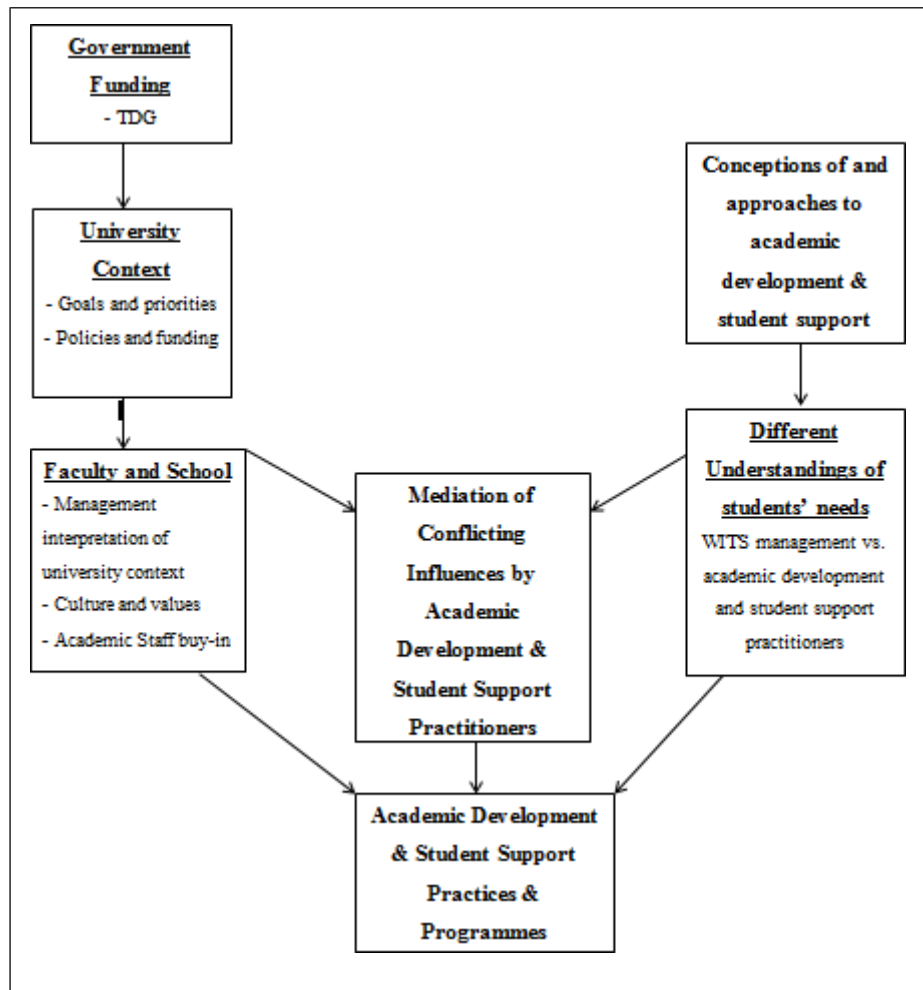 Government
Funding
- TDG
University
Context
- Goals and priorities
- Policies and funding
Faculty and School
- Management
interpretation of
university context
- Culture and values
- Academic Staff buy-in
Conceptions of and
approaches to
academic
development &
student support
Different
Understandings of
students’ needs
WITS management vs.
academic development
and student support
practitioners
Mediation of
Conflicting
Influences by
Academic
Development &
Student Support
Practitioners
Academic Development
& Student Support
Practices &
Programmes